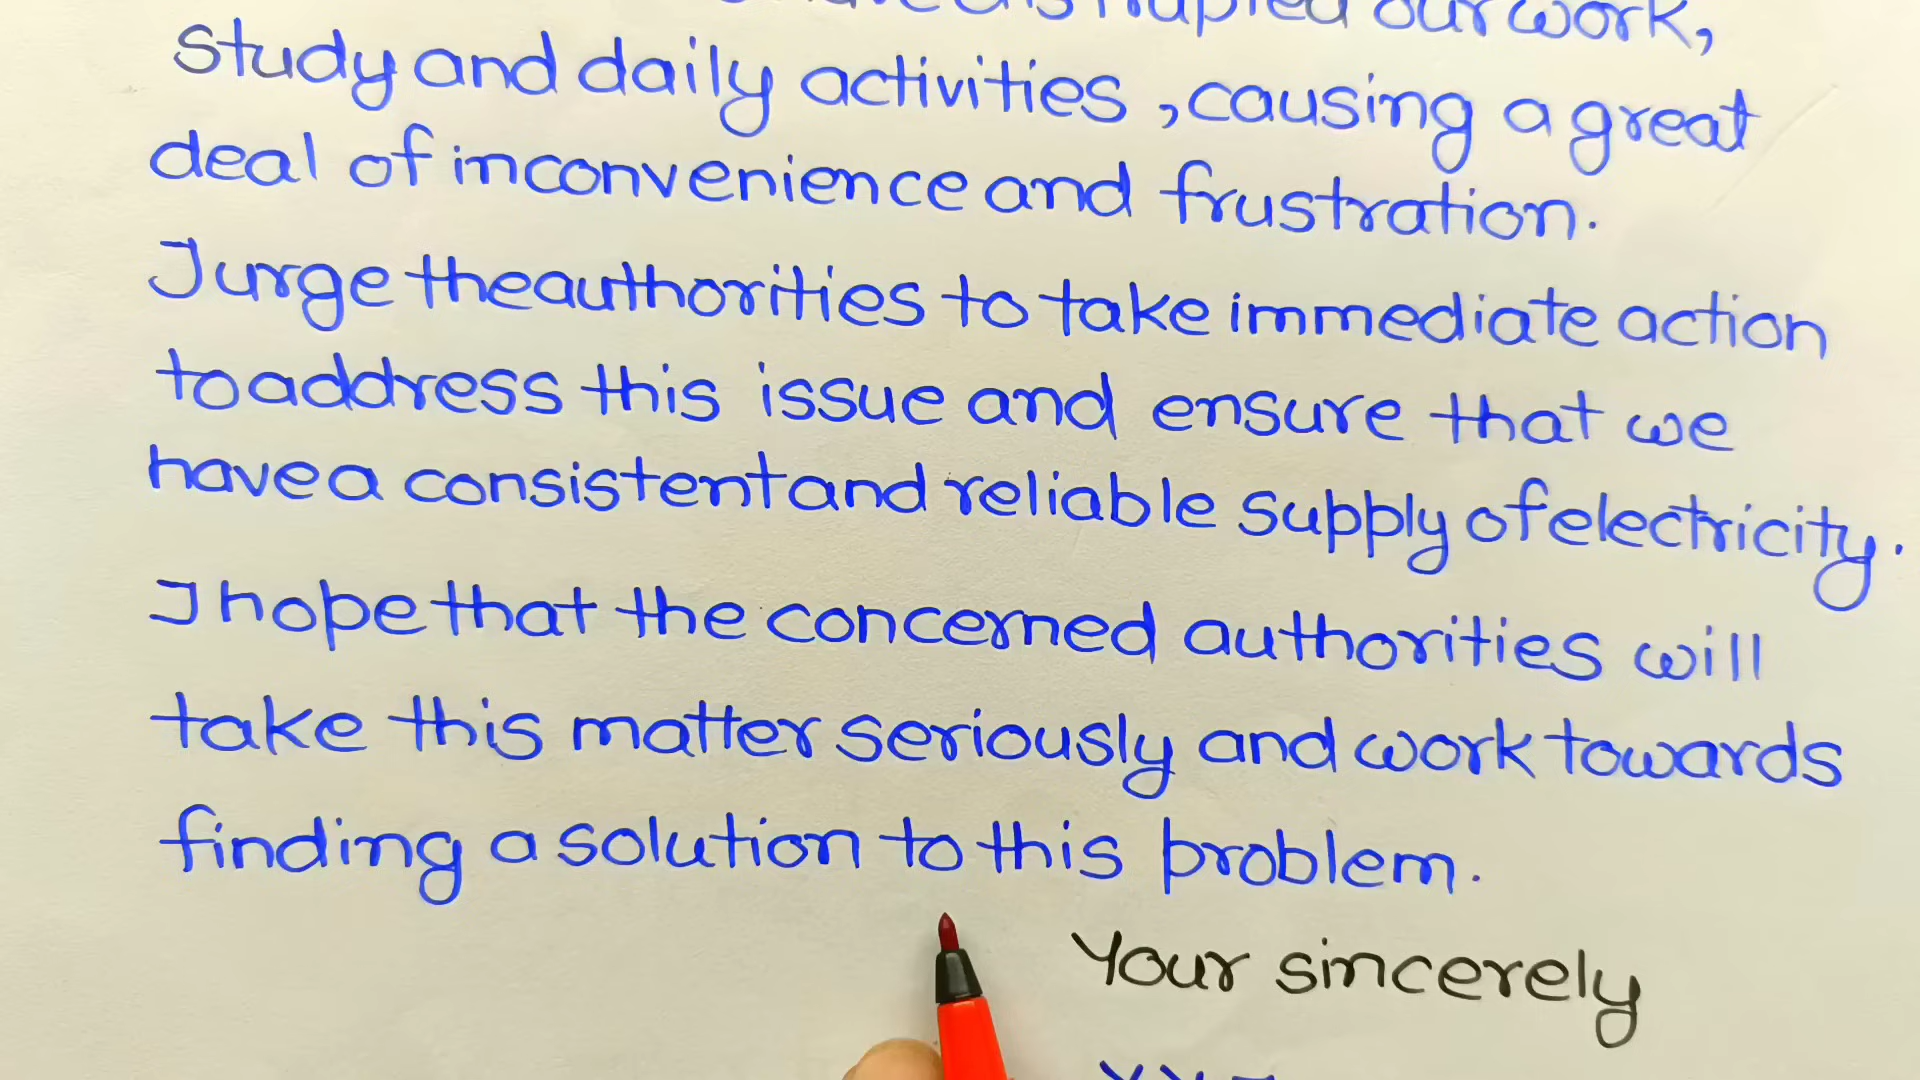 our work,
study and daily activities, causing a great
deal of inconvenience and frustration.
I urge the authorities to take immediate action
to address this issue and ensure that we
have a consistent and reliable supply of electricity.
I hope that the concerned authorities will
take this matter seriously and work towards
finding a solution to this problem.
Your sincerely